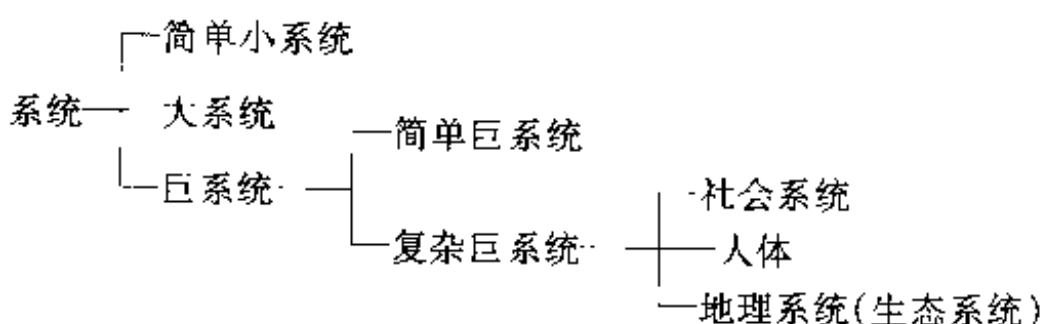 简单小系统
系统
大系统
简单巨系统
巨系统
社会系统
复杂巨系统
人体
地理系统(生态系统)